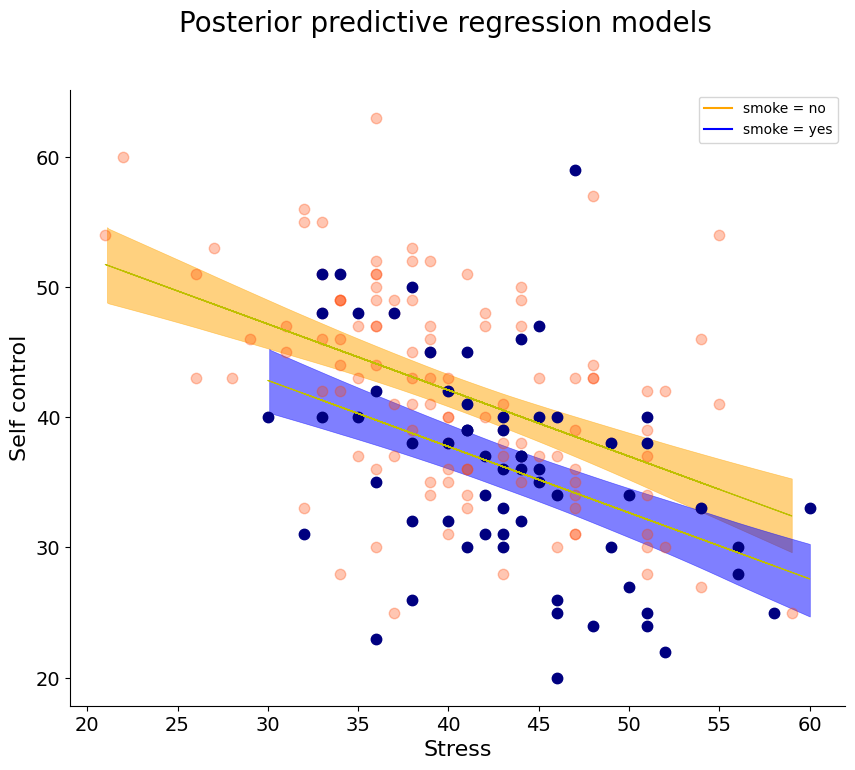 Posterior predictive regression models
smoke = no
smoke = yes
60
50
40
30
20
Self control
20 25 30 35 40 45 50 55 60
Stress